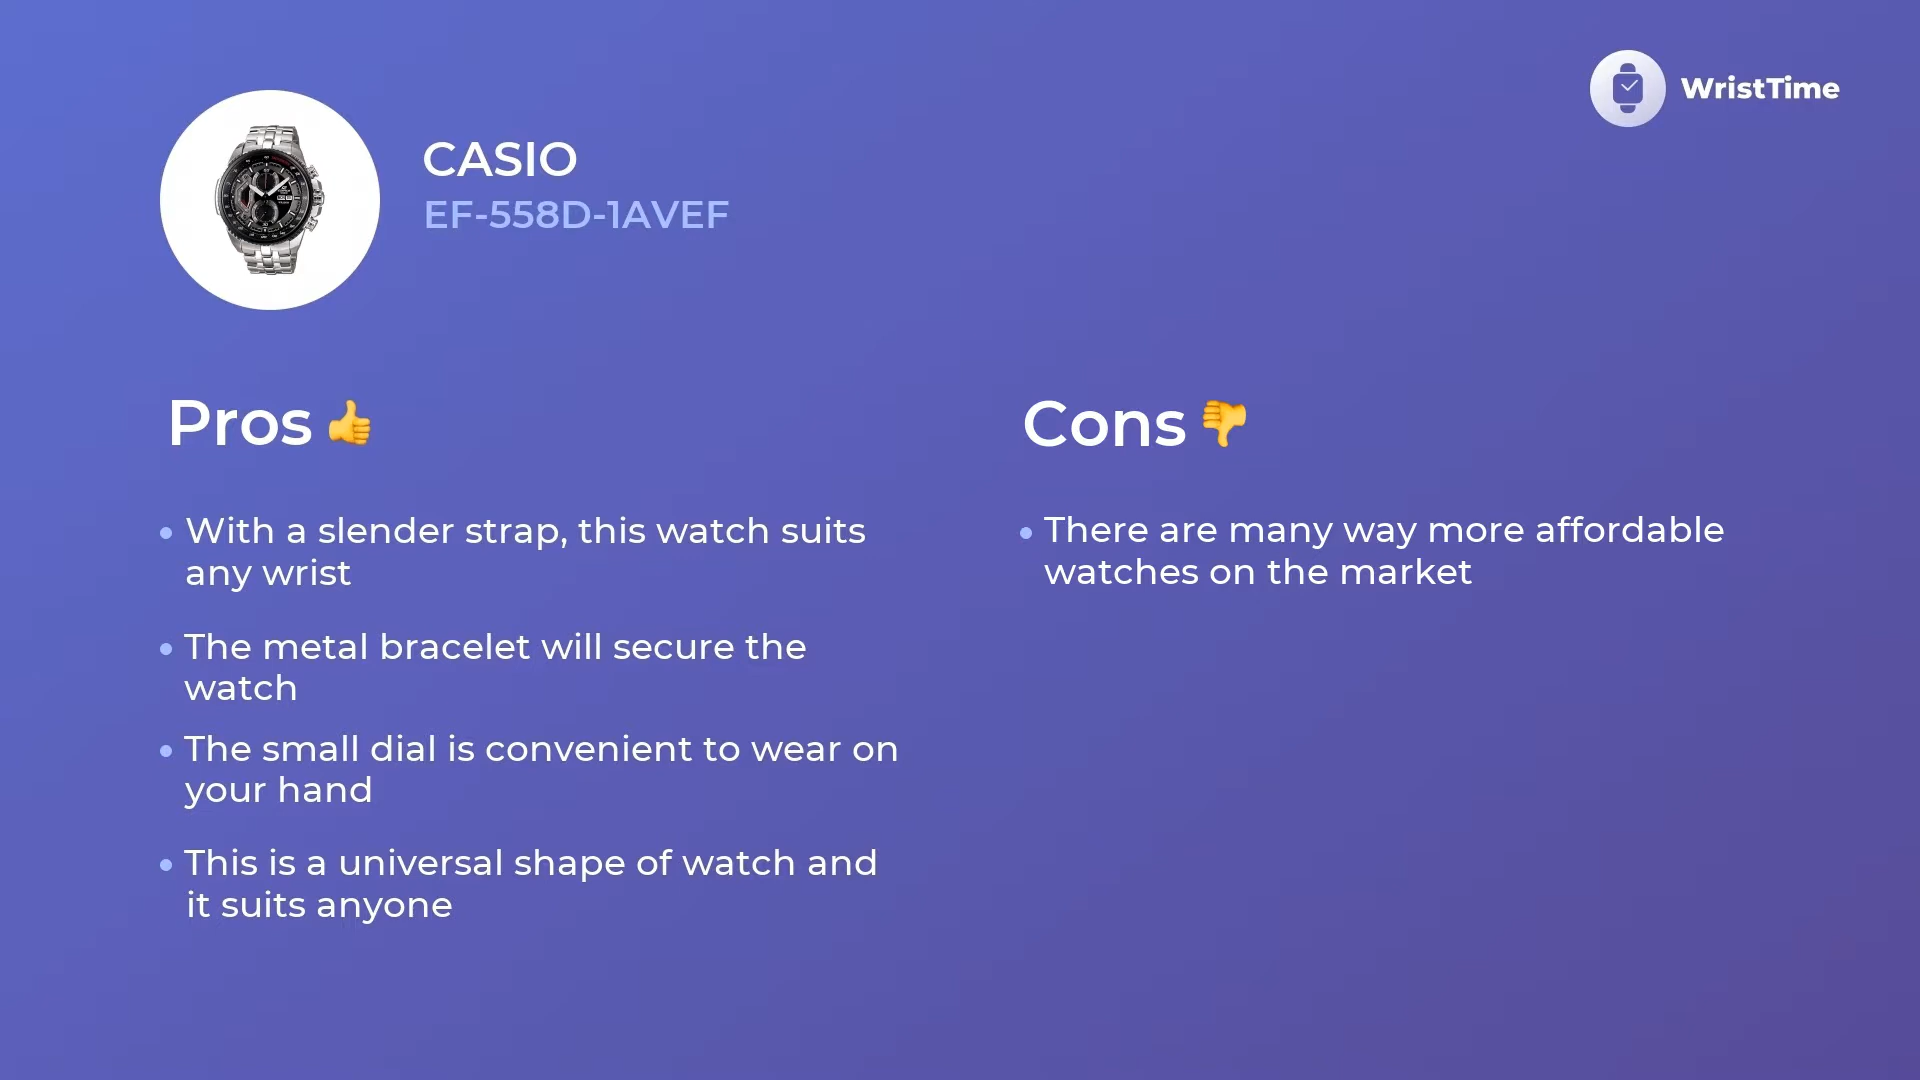 WristTime
CASIO
EF-558D-1AVEF
Pros
With a slender strap, this watch suits
any wrist
The metal bracelet will secure the
watch
The small dial is convenient to wear on
your hand
This is a universal shape of watch and
it suits anyone
Cons
There are many way more affordable
watches on the market